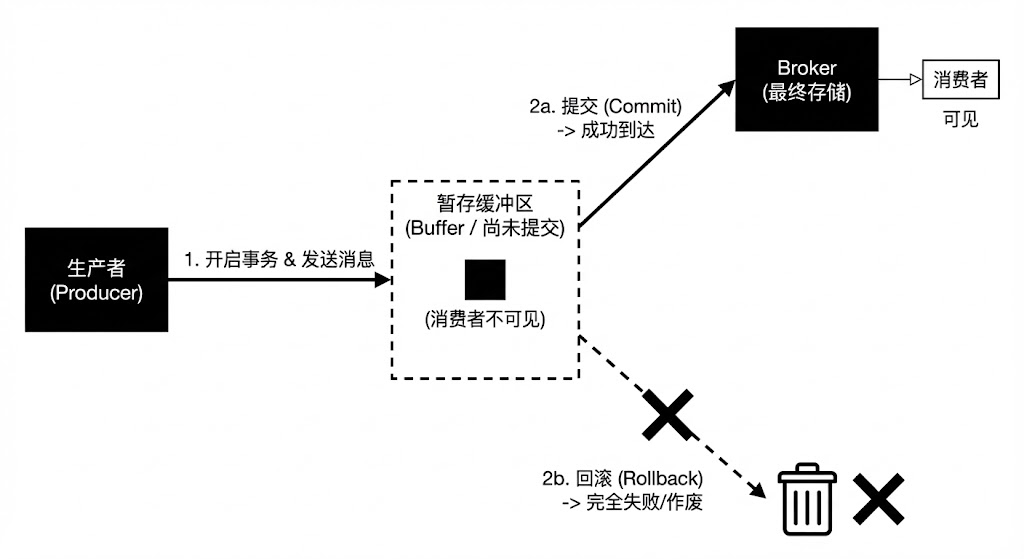 生产者
(Producer)
1. 开启事务 & 发送消息
暂存缓冲区
(Buffer / 尚未提交)
(消费者不可见)
2a. 提交 (Commit)
-> 成功到达
Broker
(最终存储)
消费者
可见
2b. 回滚 (Rollback)
-> 完全失败/作废